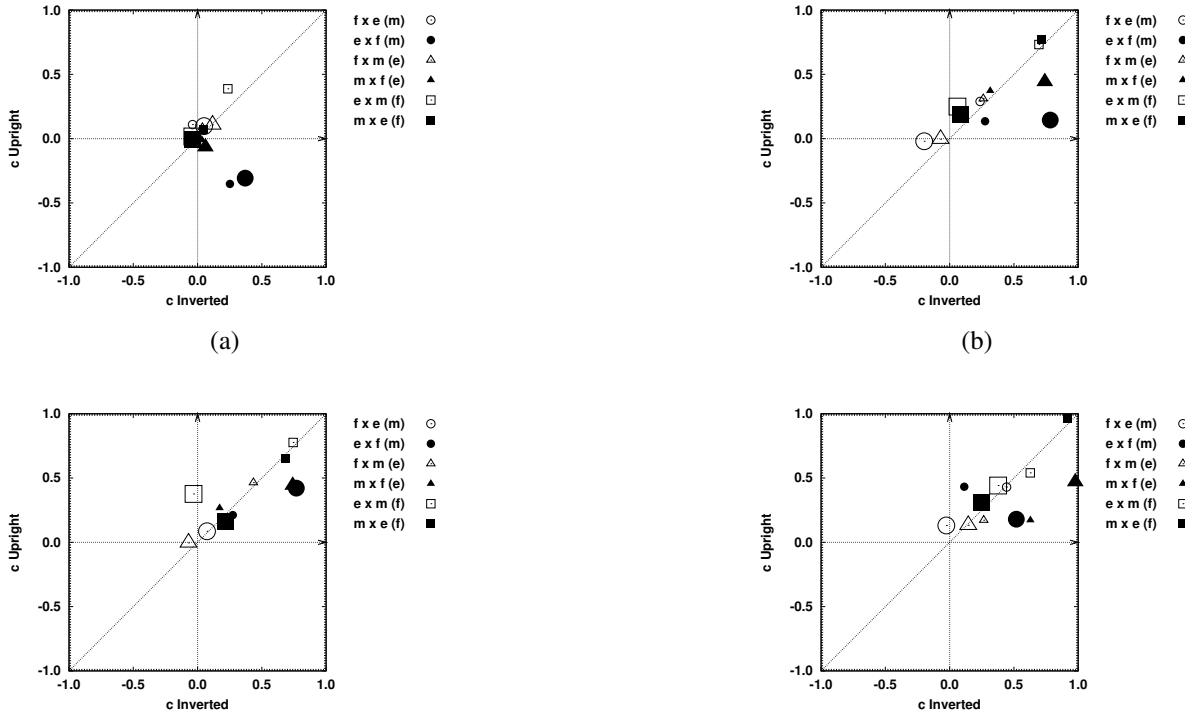 1.0
0.5
0.0
-0.5
-1.0
c Upright
-1.0 -0.5 0.0 0.5 1.0
c Inverted
f x e (m)
e x f (m)
f x m (e)
m x f (e)
e x m (f)
m x e (f)
(a)
1.0
0.5
0.0
-0.5
-1.0
c Upright
-1.0 -0.5 0.0 0.5 1.0
c Inverted
f x e (m)
e x f (m)
f x m (e)
m x f (e)
e x m (f)
m x e (f)
(b)
1.0
0.5
0.0
-0.5
-1.0
c Upright
-1.0 -0.5 0.0 0.5 1.0
c Inverted
f x e (m)
e x f (m)
f x m (e)
m x f (e)
e x m (f)
m x e (f)
1.0
0.5
0.0
-0.5
-1.0
c Upright
-1.0 -0.5 0.0 0.5 1.0
c Inverted
f x e (m)
e x f (m)
f x m (e)
m x f (e)
e x m (f)
m x e (f)